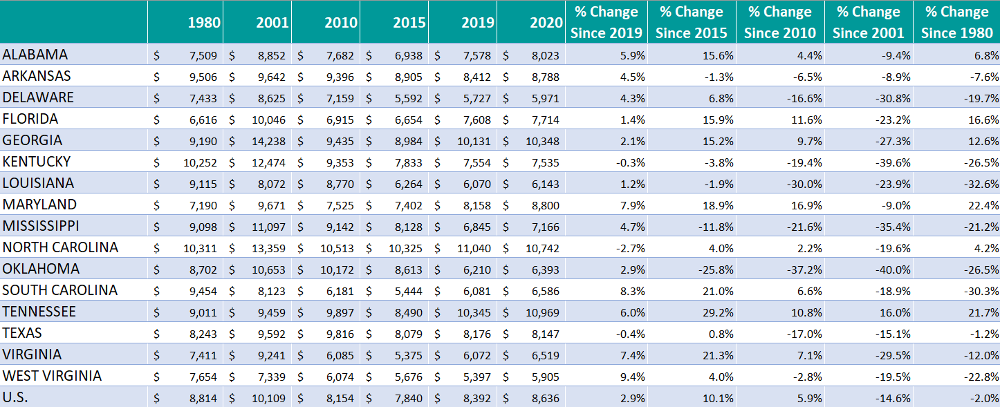 1980 2001 2010 2015 2019 2020 % Change Since 2019 % Change Since 2015 % Change Since 2010 % Change Since 2001 % Change Since 1980
ALABAMA $ 7,509 $ 8,852 $ 7,682 $ 6,938 $ 7,578 $ 8,023 5.9% 15.6% 4.4% -9.4% 6.8%
ARKANSAS $ 9,506 $ 9,642 $ 9,396 $ 8,905 $ 8,412 $ 8,788 4.5% -1.3% -6.5% -8.9% -7.6%
DELAWARE $ 7,433 $ 8,625 $ 7,159 $ 5,592 $ 5,727 $ 5,971 4.3% 6.8% -16.6% -30.8% -19.7%
FLORIDA $ 6,616 $ 10,046 $ 6,915 $ 6,654 $ 7,608 $ 7,714 1.4% 15.9% 11.6% -23.2% 16.6%
GEORGIA $ 9,190 $ 14,238 $ 9,435 $ 8,984 $ 10,131 $ 10,348 2.1% 15.2% 9.7% -27.3% 12.6%
KENTUCKY $ 10,252 $ 12,474 $ 9,353 $ 7,833 $ 7,554 $ 7,535 -0.3% -3.8% -19.4% -39.6% -26.5%
LOUISIANA $ 9,115 $ 8,072 $ 8,770 $ 6,264 $ 6,070 $ 6,143 1.2% -1.9% -30.0% -23.9% -32.6%
MARYLAND $ 7,190 $ 9,671 $ 7,525 $ 7,402 $ 8,158 $ 8,800 7.9% 18.9% 16.9% -9.0% 22.4%
MISSISSIPPI $ 9,098 $ 11,097 $ 9,142 $ 8,128 $ 6,845 $ 7,166 4.7% -11.8% -21.6% -35.4% -21.2%
NORTH CAROLINA $ 10,311 $ 13,359 $ 10,513 $ 10,325 $ 11,040 $ 10,742 -2.7% 4.0% 2.2% -19.6% 4.2%
OKLAHOMA $ 8,702 $ 10,653 $ 10,172 $ 8,613 $ 6,210 $ 6,393 2.9% -25.8% -37.2% -40.0% -26.5%
SOUTH CAROLINA $ 9,454 $ 8,123 $ 6,181 $ 5,444 $ 6,081 $ 6,586 8.3% 21.0% 6.6% -18.9% -30.3%
TENNESSEE $ 9,011 $ 9,459 $ 9,897 $ 8,490 $ 10,345 $ 10,969 6.0% 29.2% 10.8% 16.0% 21.7%
TEXAS $ 8,243 $ 9,592 $ 9,816 $ 8,079 $ 8,176 $ 8,147 -0.4% 0.8% -17.0% -15.1% -1.2%
VIRGINIA $ 7,411 $ 9,241 $ 6,085 $ 5,375 $ 6,072 $ 6,519 7.4% 21.3% 7.1% -29.5% -12.0%
WEST VIRGINIA $ 7,654 $ 7,339 $ 6,074 $ 5,676 $ 5,397 $ 5,905 9.4% 4.0% -2.8% -19.5% -22.8%
U.S. $ 8,814 $ 10,109 $ 8,154 $ 7,840 $ 8,392 $ 8,636 2.9% 10.1% 5.9% -14.6% -2.0%